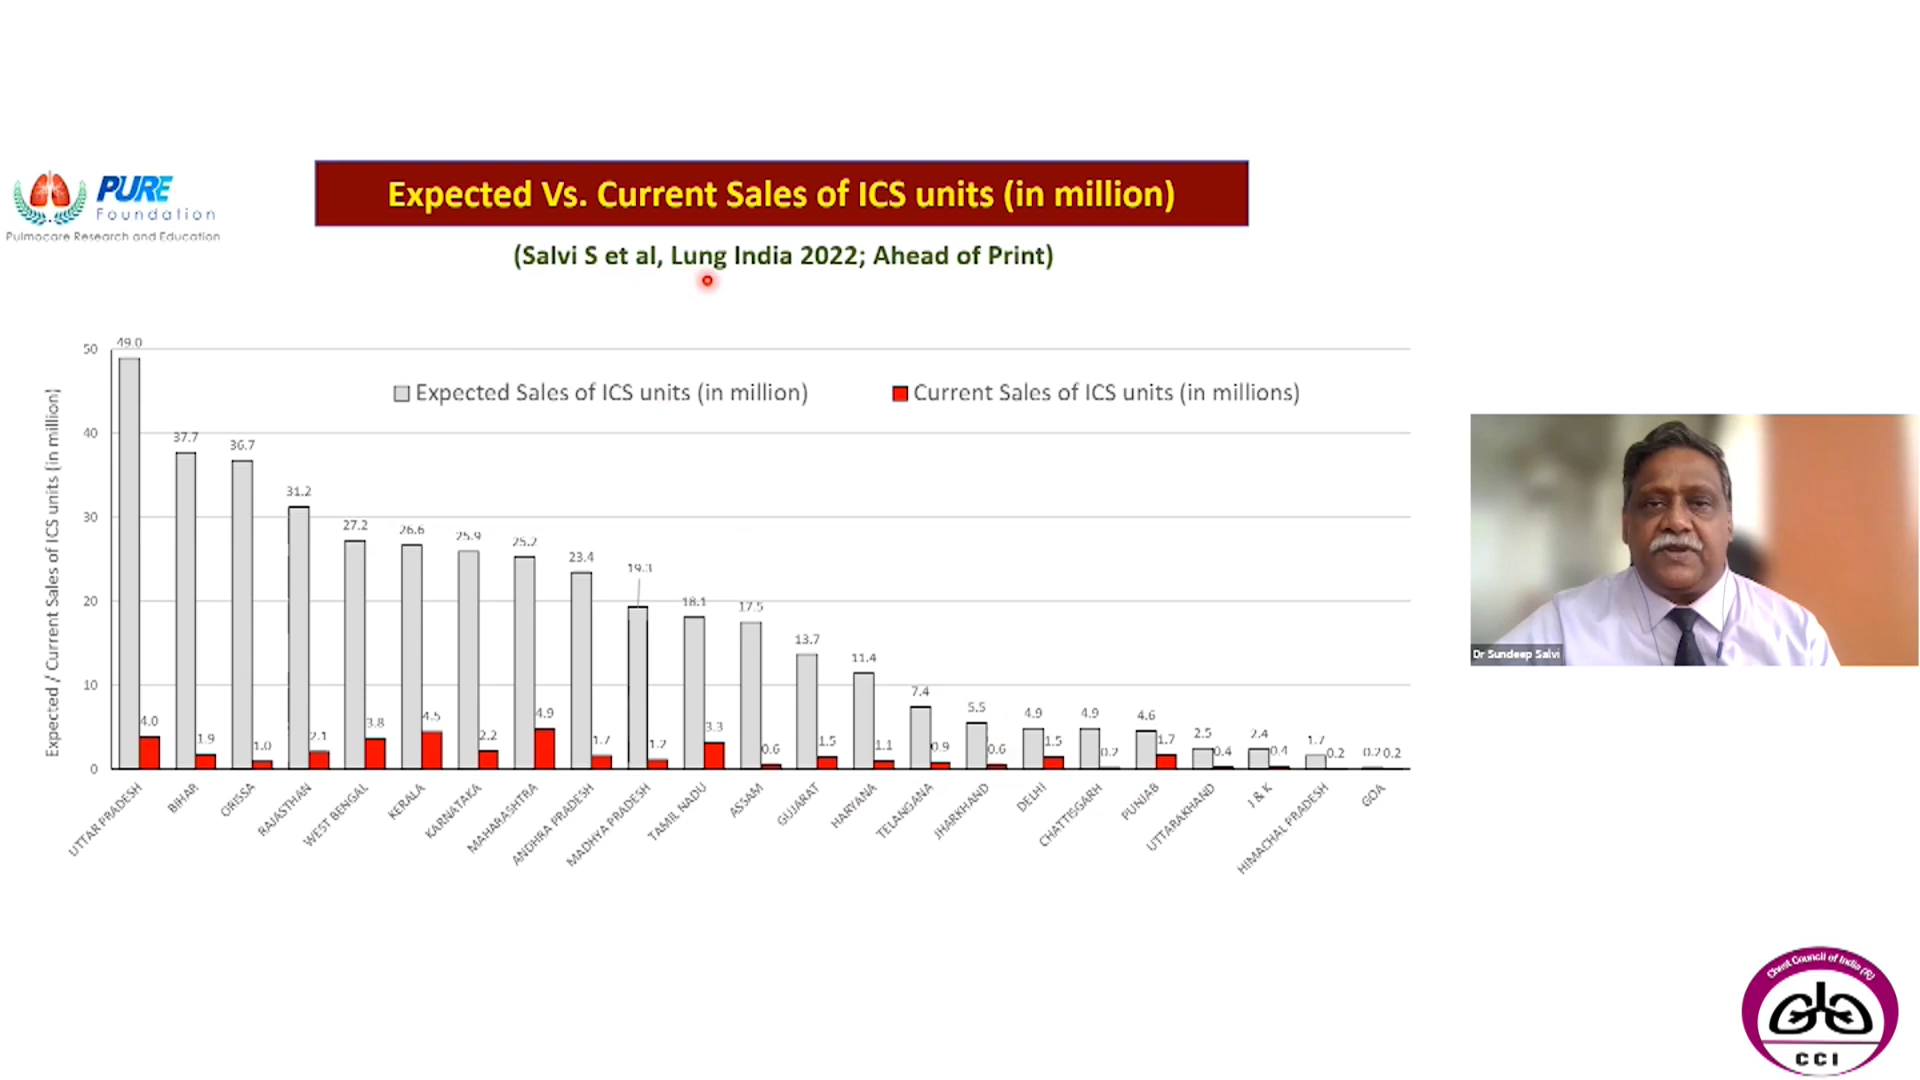 PURE
Foundation
Pulmocare Research and Education
Expected Vs. Current Sales of ICS units (in million)
(Salvi S et al, Lung India 2022; Ahead of Print)
Expected / Current Sales of ICS units (in million)
Expected Sales of ICS units (in million)
Current Sales of ICS units (in millions)
50
40
30
20
10
0
49.0
37.7
36.7
31.2
27.2
26.6
25.9
25.2
23.4
19.3
18.1
17.5
13.7
11.4
7.4
5.5
4.9
4.9
4.6
2.5
2.4
1.7
0.2
4.0
1.9
1.0
2.1
3.8
4.5
2.2
4.9
1.7
1.2
3.3
0.6
1.5
1.1
0.9
0.6
1.5
0.2
1.7
0.4
0.4
0.2
0.2
UTTAR PRADESH
BIHAR
ORISSA
RAJASTHAN
WEST BENGAL
KERALA
KARNATAKA
MAHARASHTRA
ANDHRA PRADESH
MADHYA PRADESH
TAMIL NADU
ASSAM
GUJARAT
HARYANA
TELANGANA
JHARKHAND
DELHI
CHATTISGARH
PUNJAB
UTTARAKHAND
J & K
HIMACHAL PRADESH
GOA
Dr Sundeep Salvi
Chest Council of India (R)
CCI